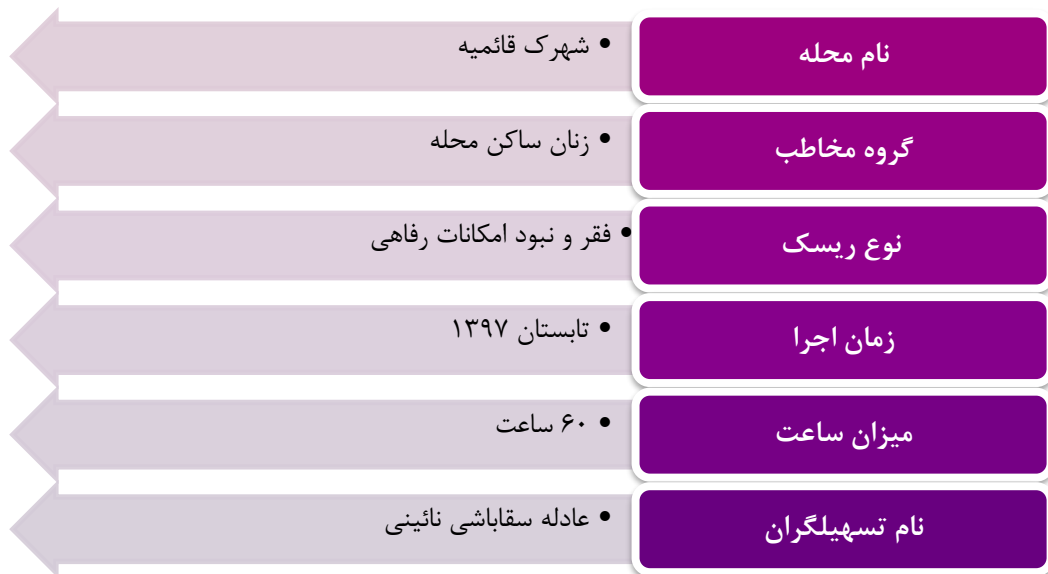 نام محله
• شهرک قائمیه
گروه مخاطب
• زنان ساکن محله
نوع ریسک
• فقر و نبود امکانات رفاهی
زمان اجرا
• تابستان ۱۳۹۷
میزان ساعت
• ۶۰ ساعت
نام تسهیلگران
• عادله سقاباشی نائینی